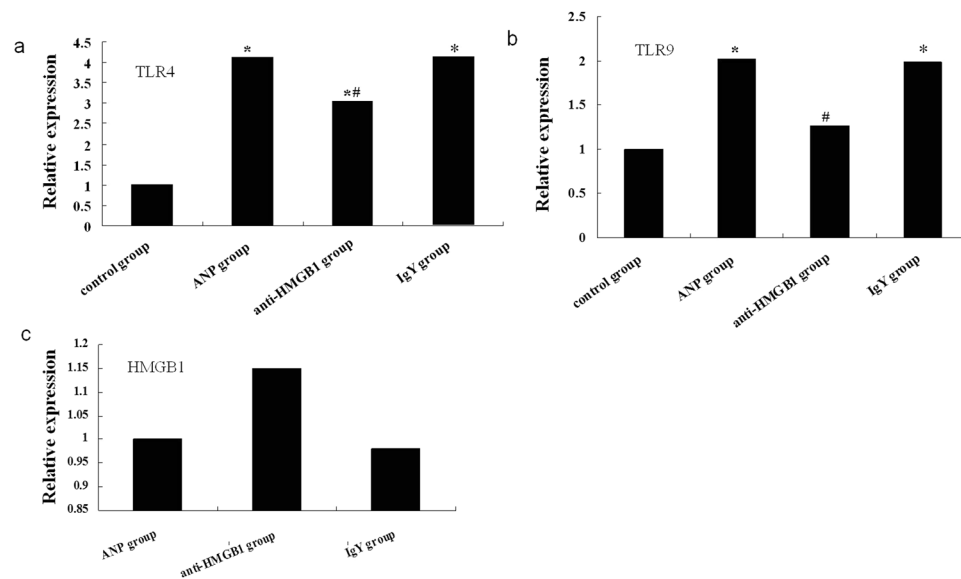 a
Relative expression
4.5
4
3.5
3
2.5
2
1.5
1
0.5
0
TLR4
*
*#
*
control group
ANP group
anti-HMGB1 group
IgY group
b
Relative expression
2.5
2
1.5
1
0.5
0
TLR9
*
#
*
control group
ANP group
anti-HMGB1 group
IgY group
c
Relative expression
1.2
1.15
1.1
1.05
1
0.95
0.9
0.85
HMGB1
ANP group
anti-HMGB1 group
IgY group